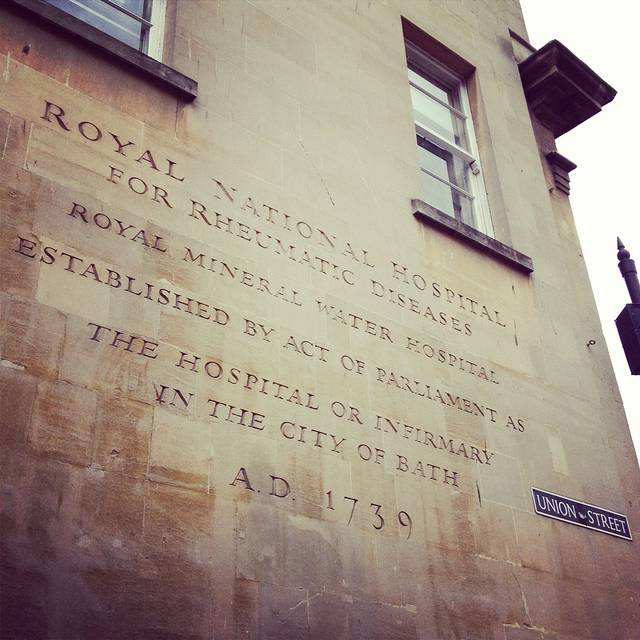 ROYAL NATIONAL HOSPITAL
FOR RHEUMATIC DISEASES
ROYAL MINERAL WATER HOSPITAL
ESTABLISHED BY ACT OF PARLIAMENT AS
THE HOSPITAL OR INFIRMARY
IN THE CITY OF BATH
A.D. 1739
UNION STREET